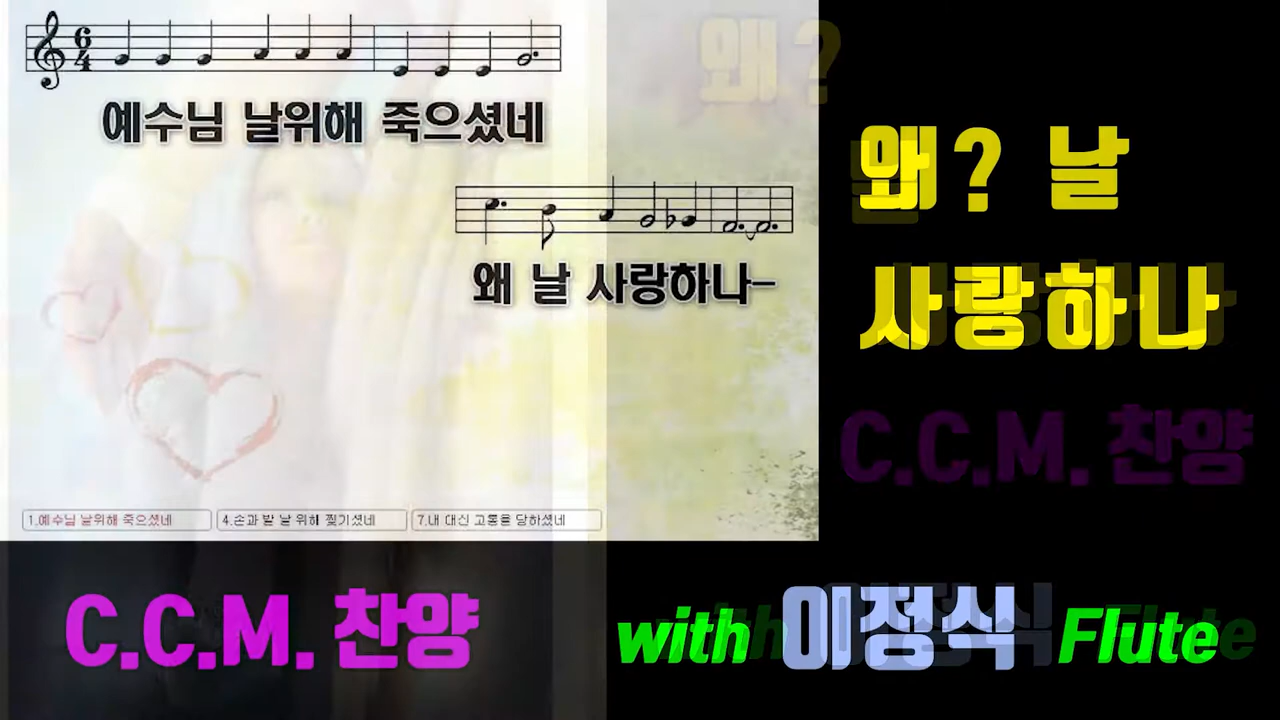 왜?
6
4
예수님 날위해 죽으셨네
왜? 날
왜 날 사랑하나-
사랑하나
C.C.M. 찬양
1.예수님 날위해 죽으셨네
4.손과 발 날 위해 찢기셨네
7.내 대신 고통을 당하셨네
C.C.M. 찬양
with 이정식 Flute